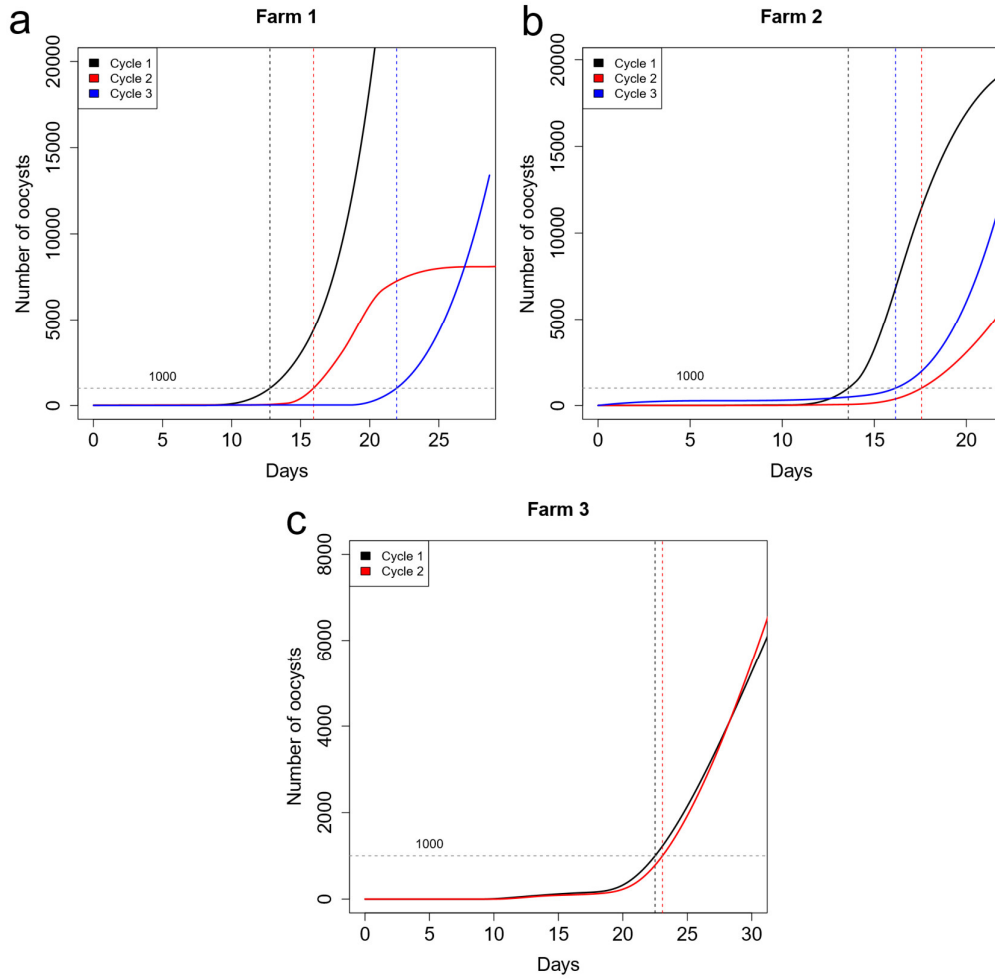 a
Farm 1
Cycle 1
Cycle 2
Cycle 3
Number of oocysts
0
5000
10000
15000
20000
1000
0 5 10 15 20 25
Days
b
Farm 2
Cycle 1
Cycle 2
Cycle 3
Number of oocysts
0
5000
10000
15000
20000
1000
0 5 10 15 20
Days
c
Farm 3
Cycle 1
Cycle 2
Number of oocysts
0
2000
4000
6000
8000
1000
0 5 10 15 20 25 30
Days